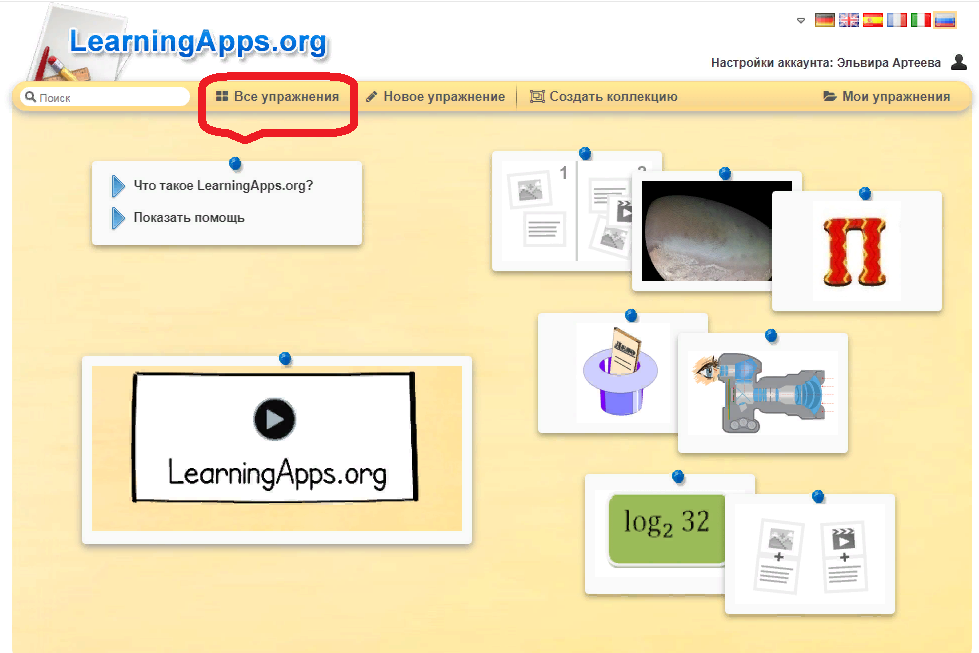 LearningApps.org
Настройки аккаунта: Эльвира Артеева
Поиск
Все упражнения
Новое упражнение
Создать коллекцию
Мои упражнения
Что такое LearningApps.org?
Показать помощь
1
2
П
LearningApps.org
log₂ 32